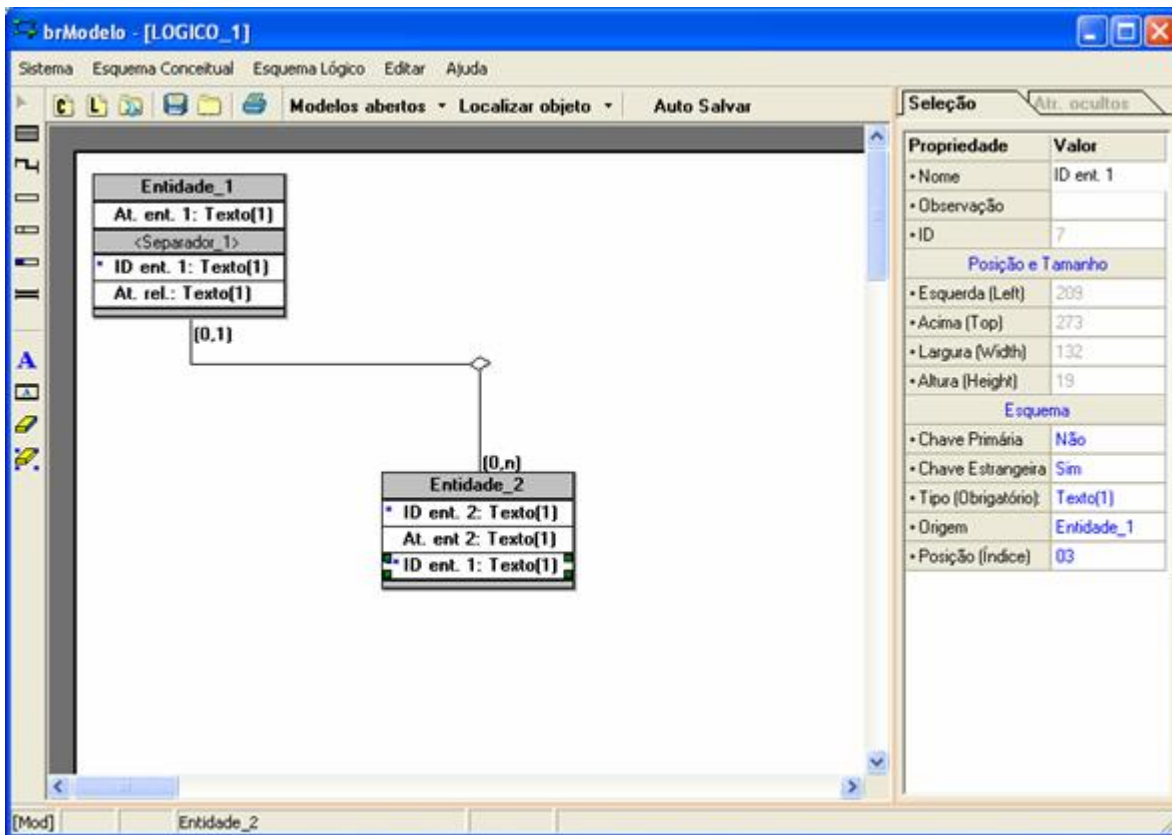 brModelo - [LOGICO_1]
Sistema Esquema Conceitual Esquema Lógico Editar Ajuda
C L Modelos abertos Localizar objeto Auto Salvar
Seleção Atr. ocultos
Propriedade Valor
Nome ID ent. 1
Observação
ID 7
Posição e Tamanho
Esquerda (Left) 209
Acima (Top) 273
Largura (Width) 132
Altura (Height) 19
Esquema
Chave Primária Não
Chave Estrangeira Sim
Tipo (Obrigatório): Texto(1)
Origem Entidade_1
Posição (Índice) 03
A
A
Entidade_1
At. ent. 1: Texto(1)
<Separador_1>
* ID ent. 1: Texto(1)
At. rel.: Texto(1)
(0,1)
(0,n)
Entidade_2
* ID ent. 2: Texto(1)
At. ent 2: Texto(1)
* ID ent. 1: Texto(1)
[Mod] Entidade_2